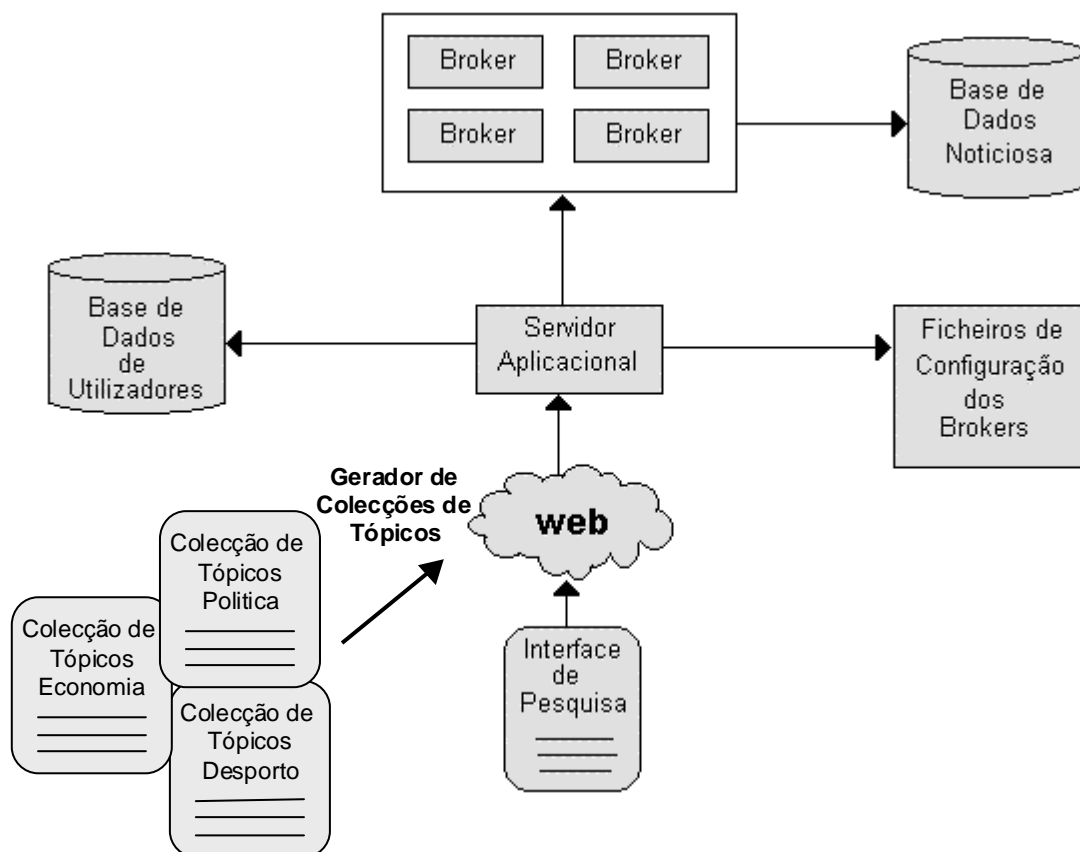 Broker
Broker
Broker
Broker
Base de
Dados
Noticiosa
Base de
Dados
de
Utilizadores
Servidor
Aplicacional
Ficheiros de
Configuração
dos
Brokers
Gerador de
Colecções de
Tópicos
web
Colecção de
Tópicos
Politica
Colecção de
Tópicos
Economia
Colecção de
Tópicos
Desporto
Interface
de
Pesquisa